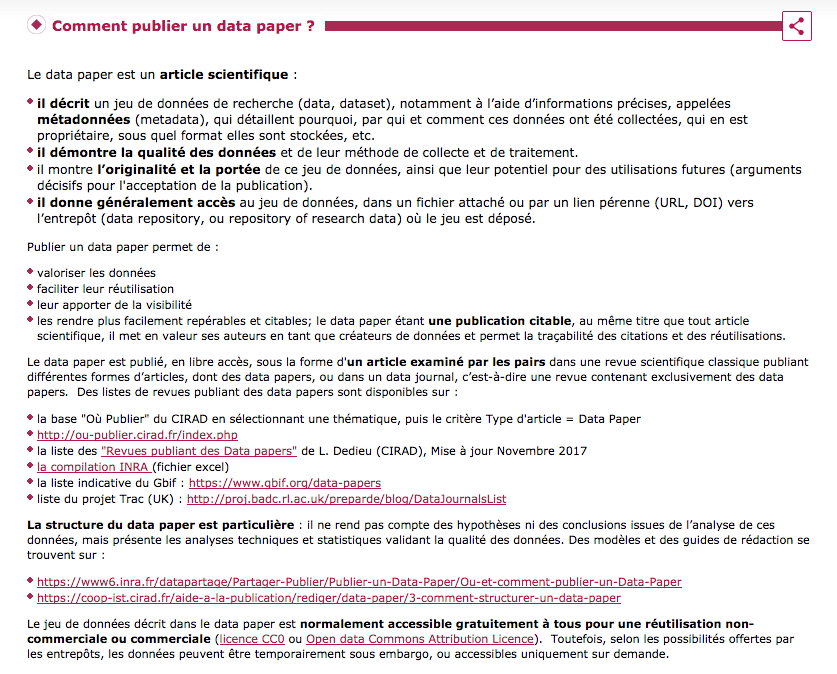 Comment publier un data paper ?
Le data paper est un article scientifique :
il décrit un jeu de données de recherche (data, dataset), notamment à l’aide d’informations précises, appelées
métadonnées (metadata), qui détaillent pourquoi, par qui et comment ces données ont été collectées, qui en est
propriétaire, sous quel format elles sont stockées, etc.
il démontre la qualité des données et de leur méthode de collecte et de traitement.
il montre l’originalité et la portée de ce jeu de données, ainsi que leur potentiel pour des utilisations futures (arguments
décisifs pour l'acceptation de la publication).
il donne généralement accès au jeu de données, dans un fichier attaché ou par un lien pérenne (URL, DOI) vers
l’entrepôt (data repository, ou repository of research data) où le jeu est déposé.
Publier un data paper permet de :
valoriser les données
faciliter leur réutilisation
leur apporter de la visibilité
les rendre plus facilement repérables et citables; le data paper étant une publication citable, au même titre que tout article
scientifique, il met en valeur ses auteurs en tant que créateurs de données et permet la traçabilité des citations et des réutilisations.
Le data paper est publié, en libre accès, sous la forme d'un article examiné par les pairs dans une revue scientifique classique publiant
différentes formes d’articles, dont des data papers, ou dans un data journal, c’est-à-dire une revue contenant exclusivement des data
papers.  Des listes de revues publiant des data papers sont disponibles sur :
la base "Où Publier" du CIRAD en sélectionnant une thématique, puis le critère Type d'article = Data Paper
http://ou-publier.cirad.fr/index.php
la liste des "Revues publiant des Data papers" de L. Dedieu (CIRAD), Mise à jour Novembre 2017
la compilation INRA (fichier excel)
la liste indicative du Gbif : https://www.gbif.org/data-papers
liste du projet Trac (UK) : http://proj.badc.rl.ac.uk/preparde/blog/DataJournalsList
La structure du data paper est particulière : il ne rend pas compte des hypothèses ni des conclusions issues de l’analyse de ces
données, mais présente les analyses techniques et statistiques validant la qualité des données. Des modèles et des guides de rédaction se
trouvent sur :
https://www6.inra.fr/datapartage/Partager-Publier/Publier-un-Data-Paper/Ou-et-comment-publier-un-Data-Paper
https://coop-ist.cirad.fr/aide-a-la-publication/rediger/data-paper/3-comment-structurer-un-data-paper
Le jeu de données décrit dans le data paper est normalement accessible gratuitement à tous pour une réutilisation non-
commerciale ou commerciale (licence CC0 ou Open data Commons Attribution Licence).  Toutefois, selon les possibilités offertes par
les entrepôts, les données peuvent être temporairement sous embargo, ou accessibles uniquement sur demande.